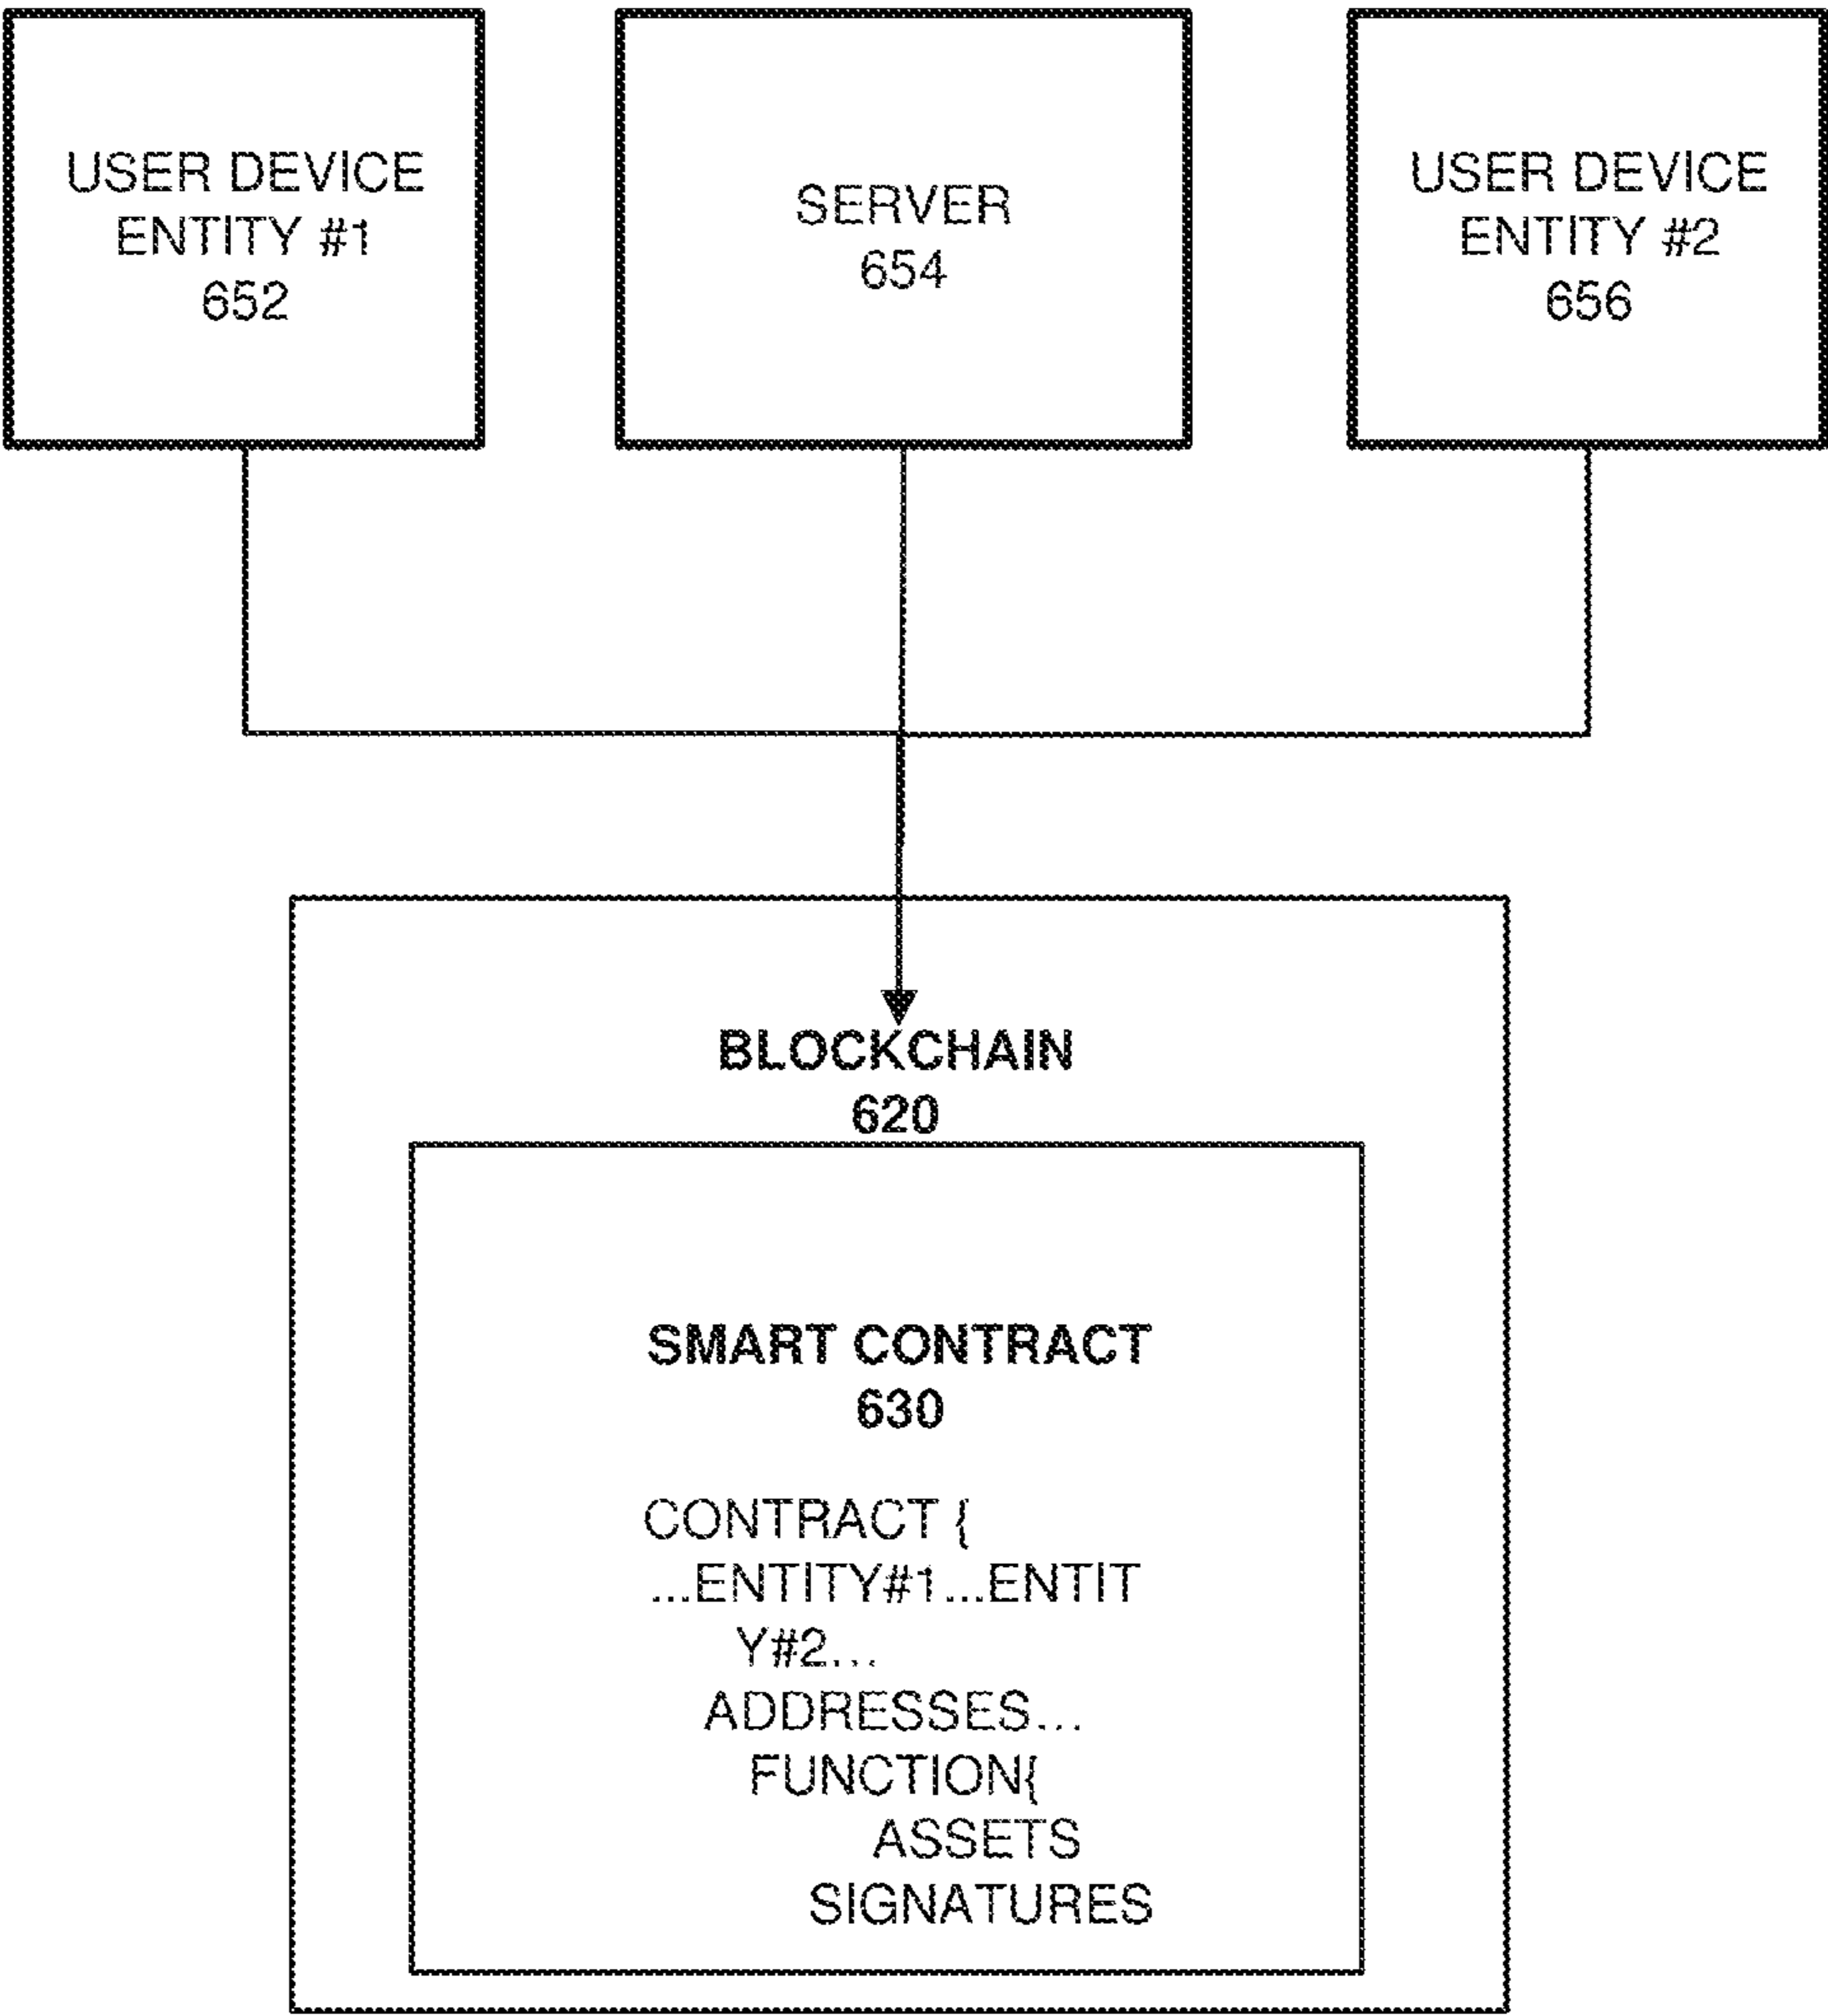 USER DEVICE
ENTITY #1
652
SERVER
654
USER DEVICE
ENTITY #2
656
BLOCKCHAIN
620
SMART CONTRACT
630
CONTRACT {
...ENTITY#1...ENTIT
Y#2...
ADDRESSES...
FUNCTION{
ASSETS
SIGNATURES